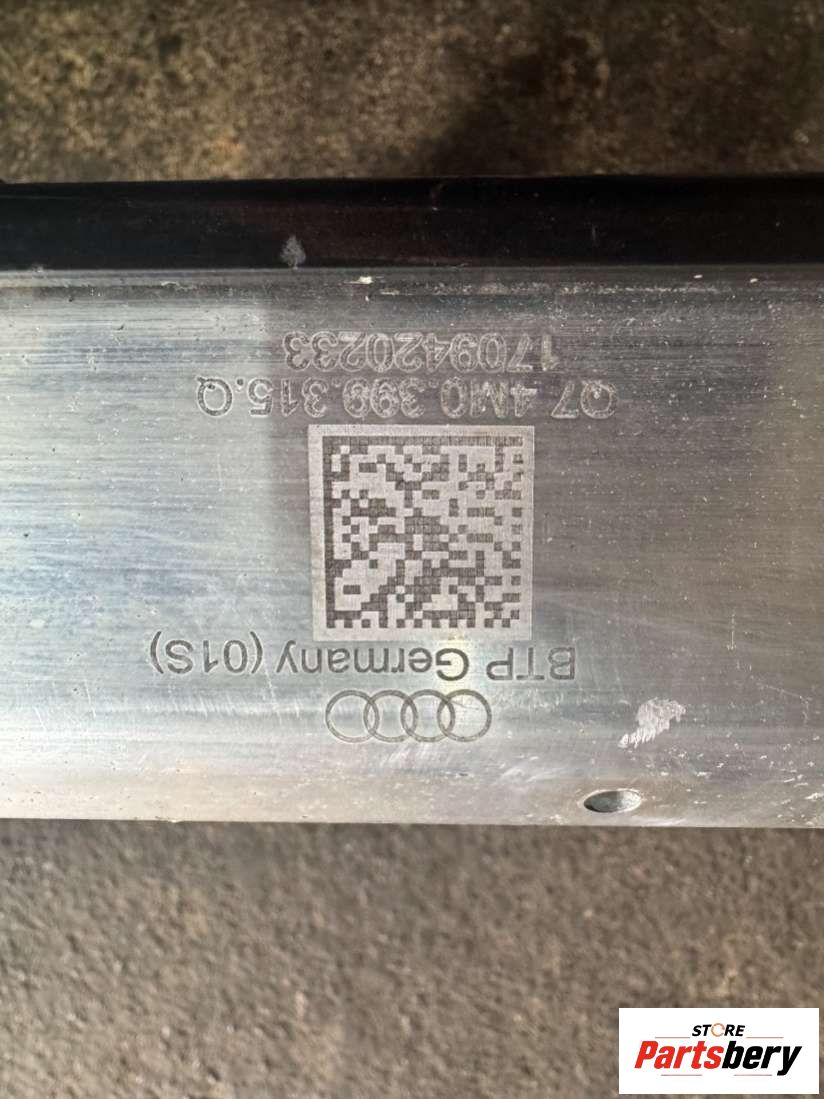 BTP Germany (01S)
Q7 4M0.399.315.Q
1709420233
STORE
Partsbery